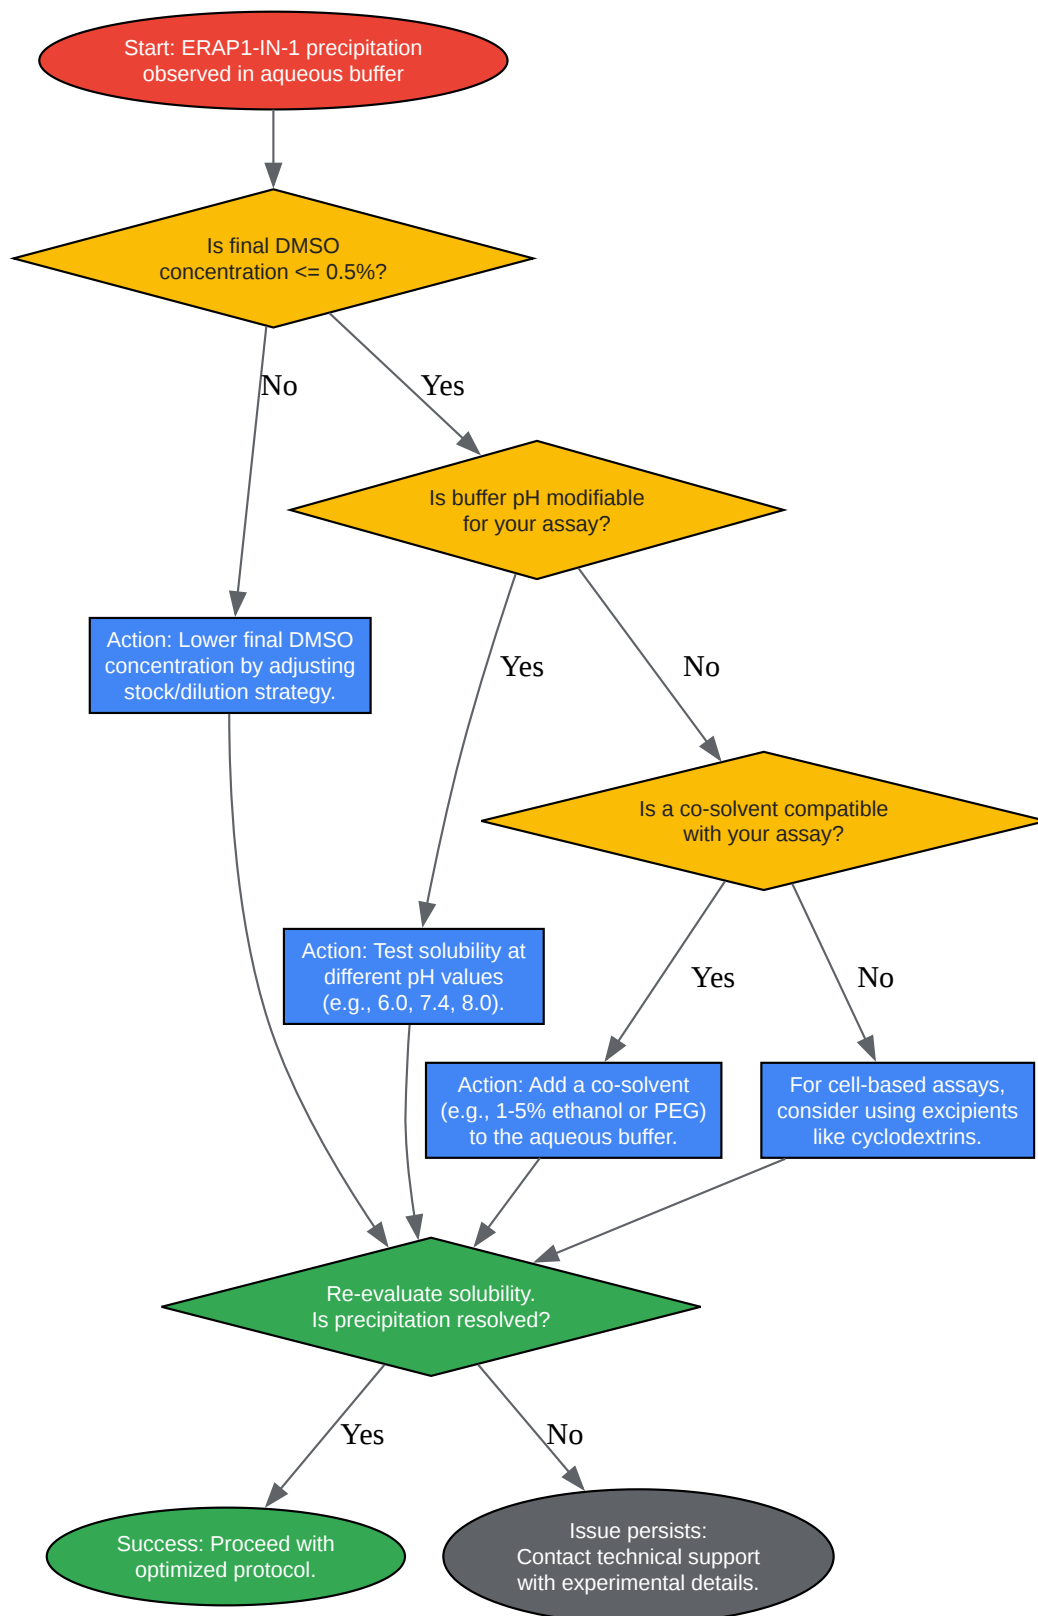 Start: ERAP1-IN-1 precipitation
observed in aqueous buffer
Is final DMSO
concentration <= 0.5%?
No
Yes
Is buffer pH modifiable
for your assay?
Action: Lower final DMSO
concentration by adjusting
stock/dilution strategy.
Yes
No
Is a co-solvent compatible
with your assay?
Action: Test solubility at
different pH values
(e.g., 6.0, 7.4, 8.0).
Yes
No
Action: Add a co-solvent
(e.g., 1-5% ethanol or PEG)
to the aqueous buffer.
For cell-based assays,
consider using excipients
like cyclodextrins.
Re-evaluate solubility.
Is precipitation resolved?
Yes
No
Success: Proceed with
optimized protocol.
Issue persists:
Contact technical support
with experimental details.